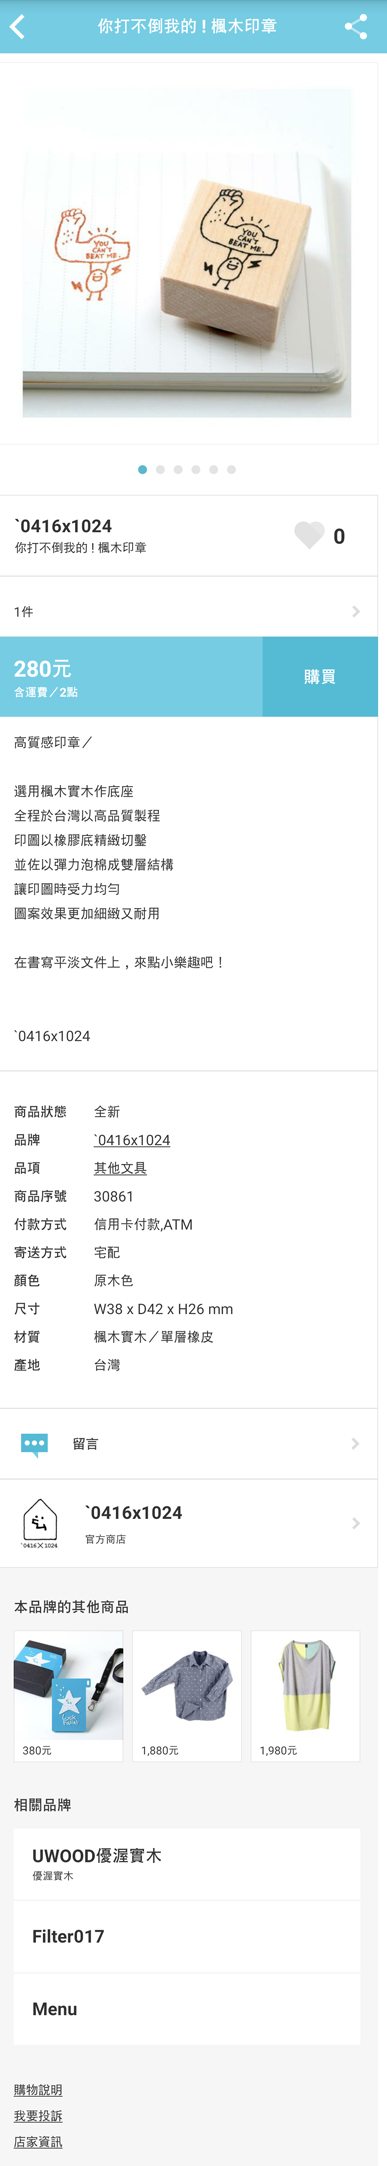 你打不倒我的！楓木印章
YOU
CAN'T
BEAT ME.
YOU
CAN'T
BEAT ME.
`0416x1024
你打不倒我的！楓木印章
0
1件
280元
含運費／2點
購買
高質感印章／
選用楓木實木作底座
全程於台灣以高品質製程
印圖以橡膠底精緻切鑿
並佐以彈力泡棉成雙層結構
讓印圖時受力均勻
圖案效果更加細緻又耐用
在書寫平淡文件上，來點小樂趣吧！
`0416x1024
商品狀態 全新
品牌 `0416x1024
品項 其他文具
商品序號 30861
付款方式 信用卡付款,ATM
寄送方式 宅配
顏色 原木色
尺寸 W38 x D42 x H26 mm
材質 楓木實木／單層橡皮
產地 台灣
留言
`0416x1024
`0416X1024
官方商店
本品牌的其他商品
380元 1,880元 1,980元
相關品牌
UWOOD優渥實木
優渥實木
Filter017
Menu
購物說明
我要投訴
店家資訊